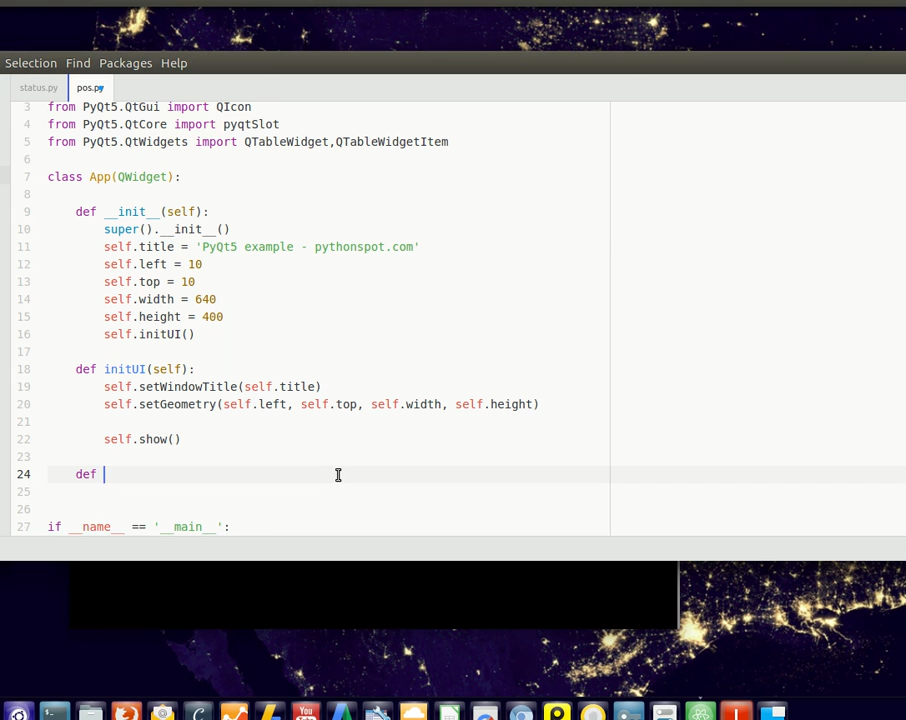 Selection Find Packages Help
status.py pos.py
3 from PyQt5.QtGui import QIcon
4 from PyQt5.QtCore import pyqtSlot
5 from PyQt5.QtWidgets import QTableWidget,QTableWidgetItem
6
7 class App(QWidget):
8
9 def __init__(self):
10 super().__init__()
11 self.title = 'PyQt5 example - pythonspot.com'
12 self.left = 10
13 self.top = 10
14 self.width = 640
15 self.height = 400
16 self.initUI()
17
18 def initUI(self):
19 self.setWindowTitle(self.title)
20 self.setGeometry(self.left, self.top, self.width, self.height)
21
22 self.show()
23
24 def
25
26
27 if __name__ == '__main__':
You